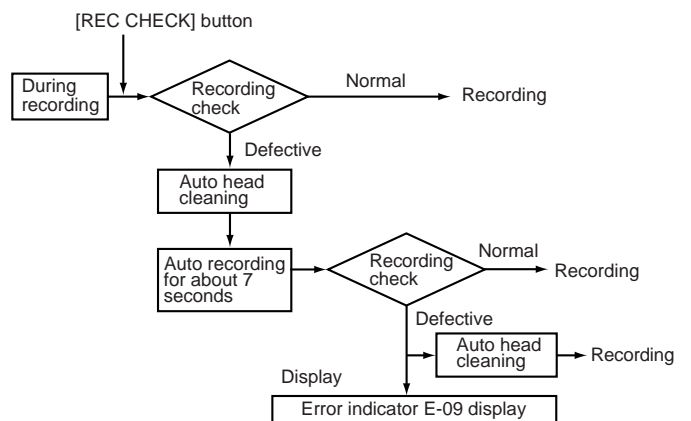 [REC CHECK] button
During
recording
Recording
check
Normal
Recording
Defective
Auto head
cleaning
Auto recording
for about 7
seconds
Recording
check
Normal
Recording
Defective
Auto head
cleaning
Recording
Display
Error indicator E-09 display